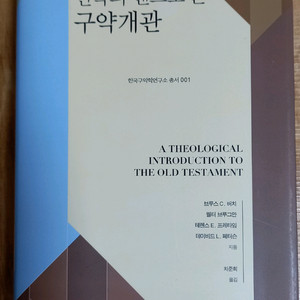 구약개관
한국구약학연구소 총서 001
A THEOLOGICAL
INTRODUCTION TO
THE OLD TESTAMENT
브루스 C. 버치
월터 브루그만
테렌스 E. 프레타임
데이비드 L. 페터슨
지음
차준희
옮김